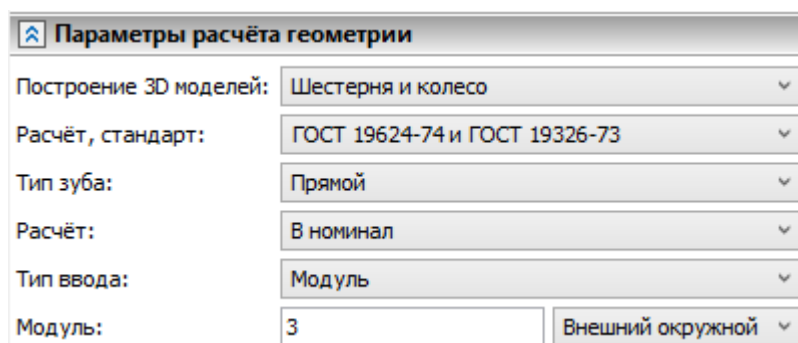 Параметры расчёта геометрии
Построение 3D моделей: Шестерня и колесо
Расчёт, стандарт: ГОСТ 19624-74 и ГОСТ 19326-73
Тип зуба: Прямой
Расчёт: В номинал
Тип ввода: Модуль
Модуль: 3 Внешний окружной